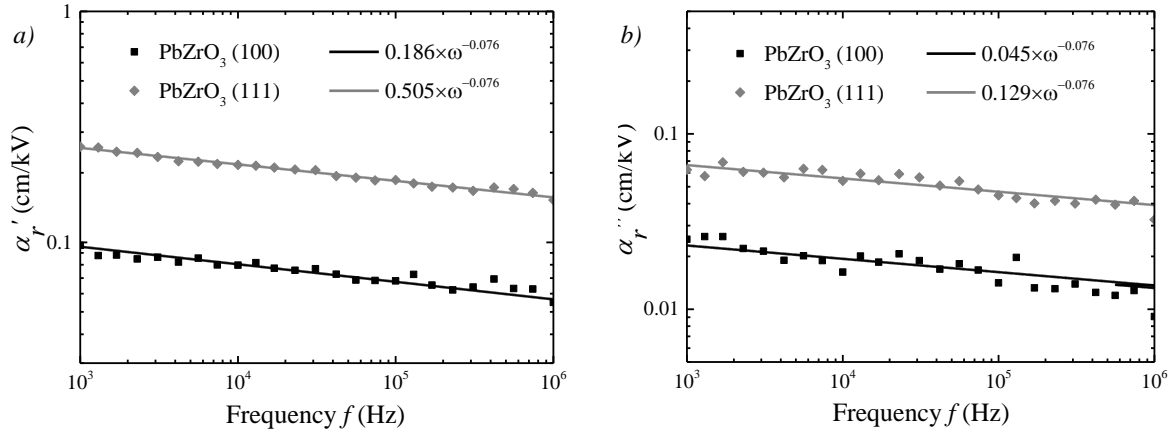 a)
1
0.1
α_r' (cm/kV)
PbZrO₃ (100)
0.186×ω^−0.076
PbZrO₃ (111)
0.505×ω^−0.076
10³ 10⁴ 10⁵ 10⁶
Frequency f (Hz)
b)
0.1
0.01
α_r'' (cm/kV)
PbZrO₃ (100)
0.045×ω^−0.076
PbZrO₃ (111)
0.129×ω^−0.076
10³ 10⁴ 10⁵ 10⁶
Frequency f (Hz)